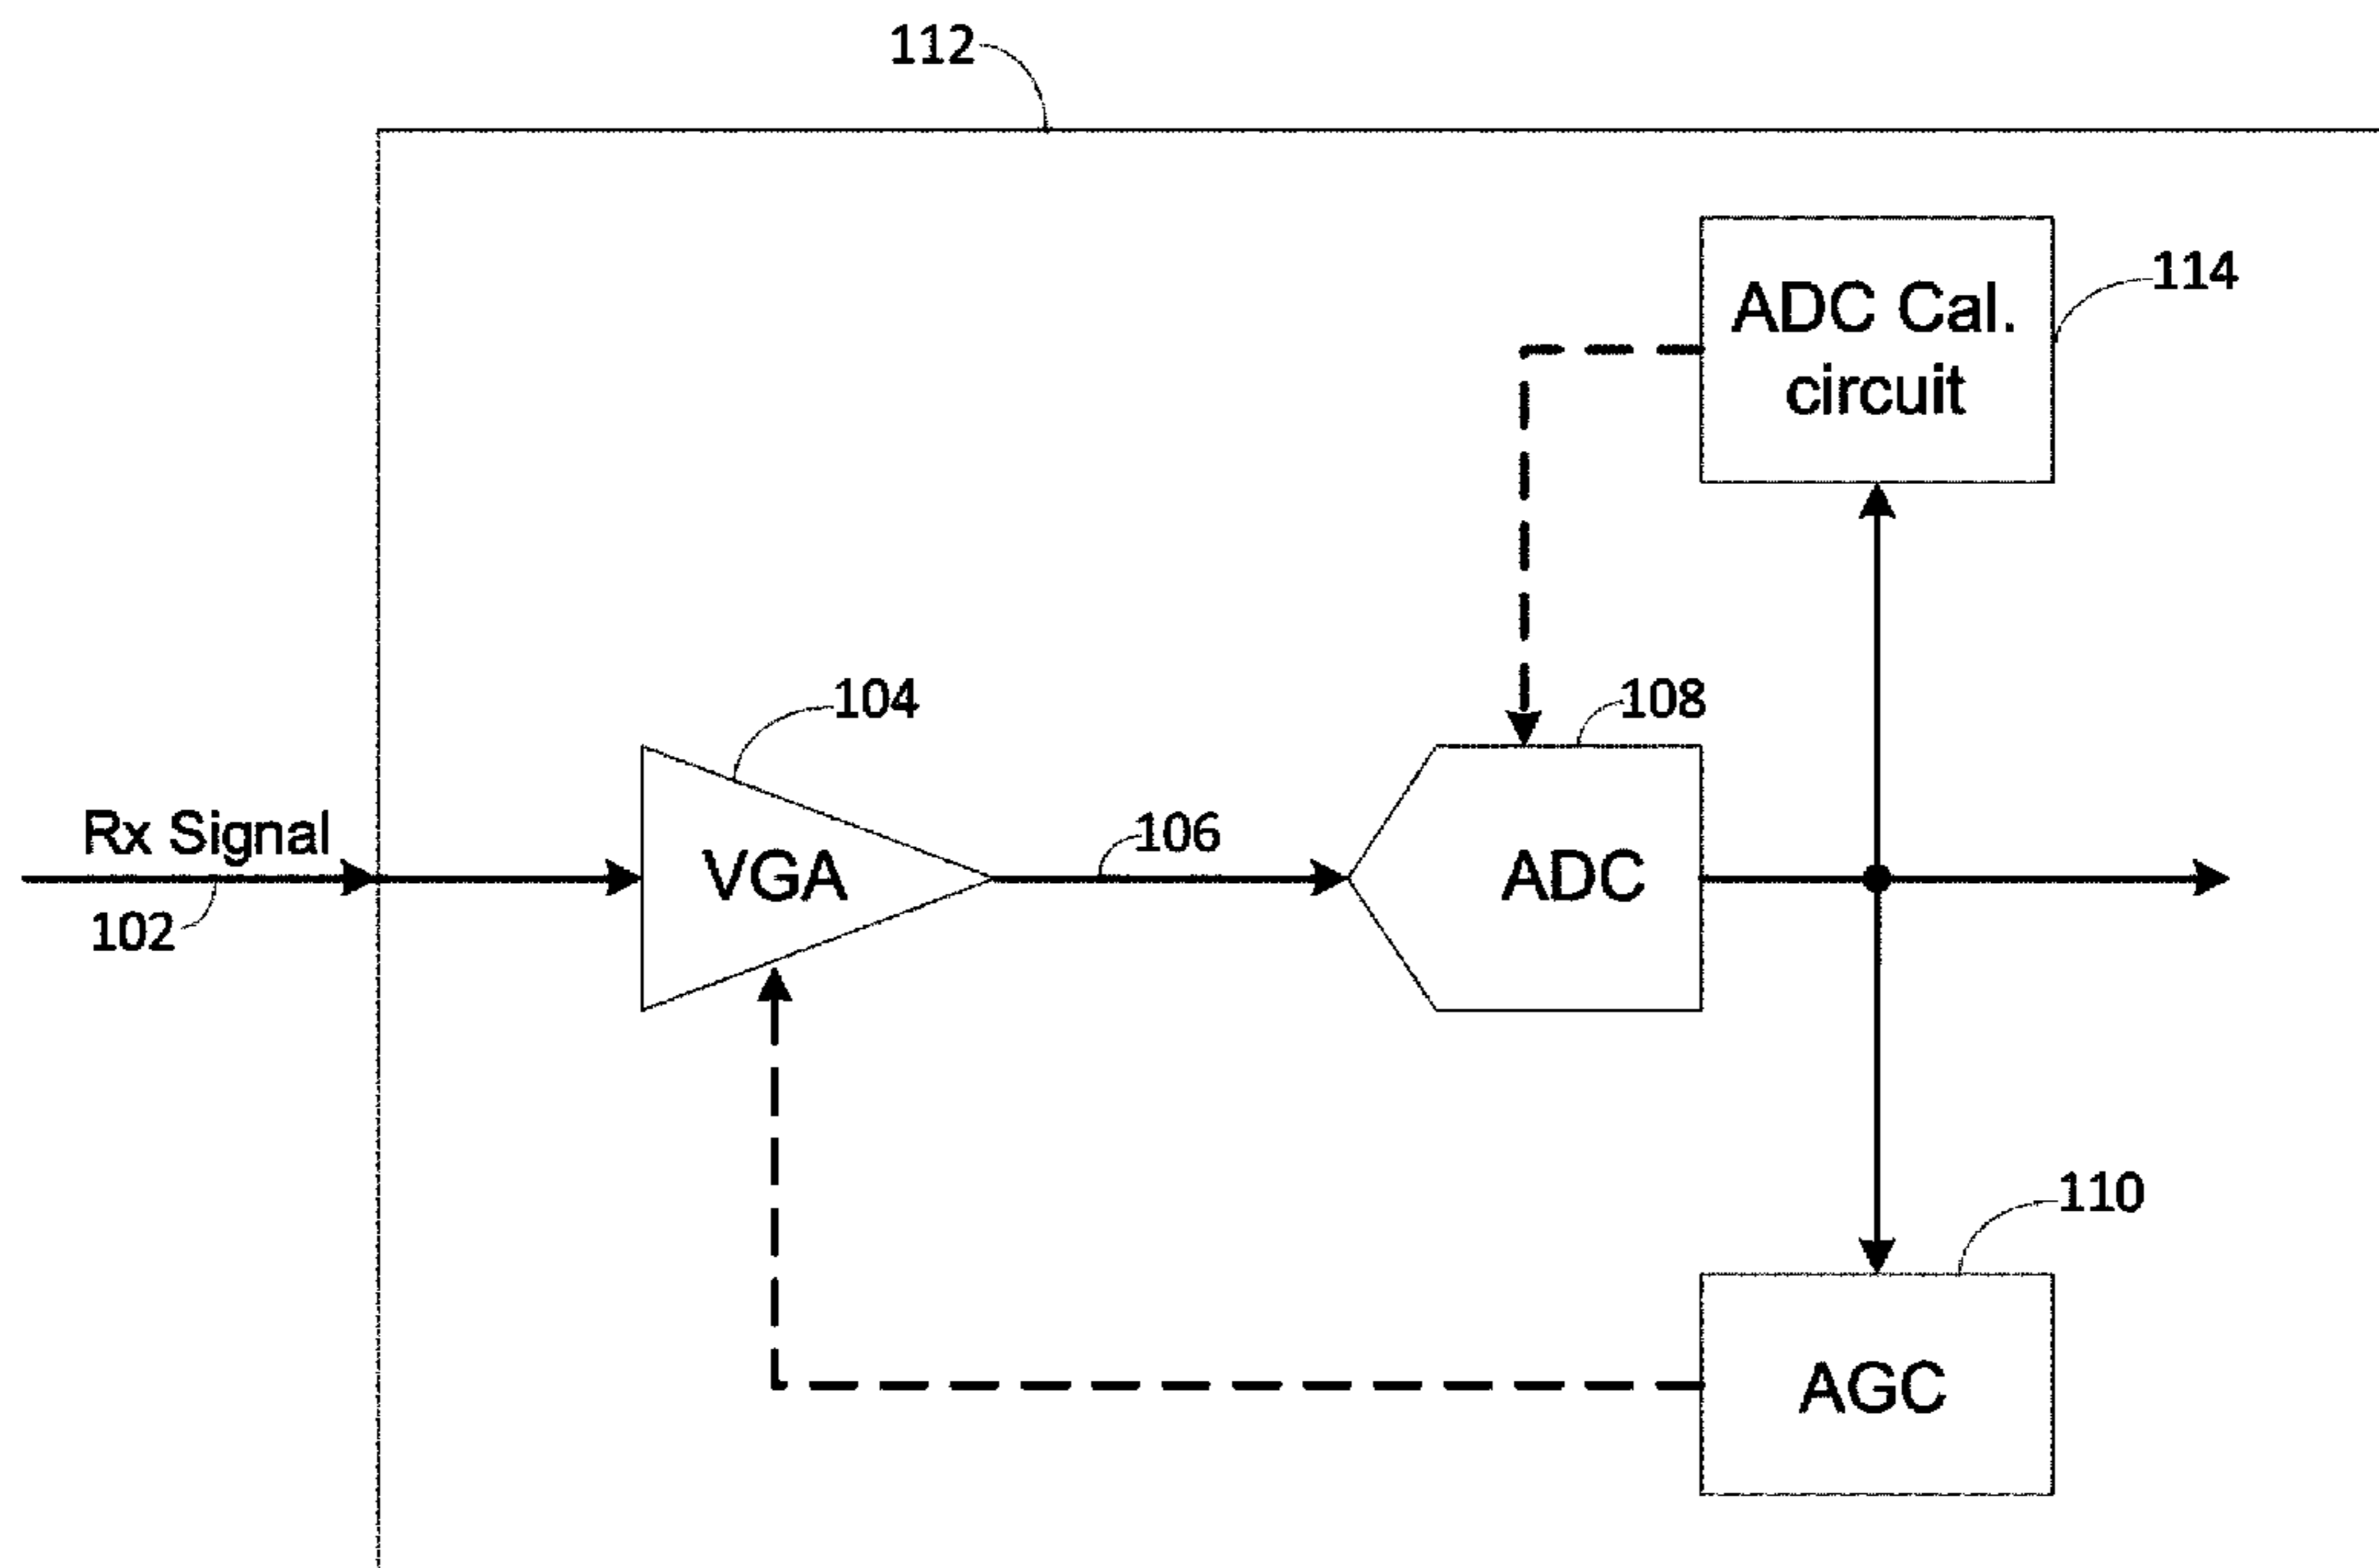 112
ADC Cal.
circuit
114
104
108
Rx Signal
106
VGA
ADC
102
110
AGC